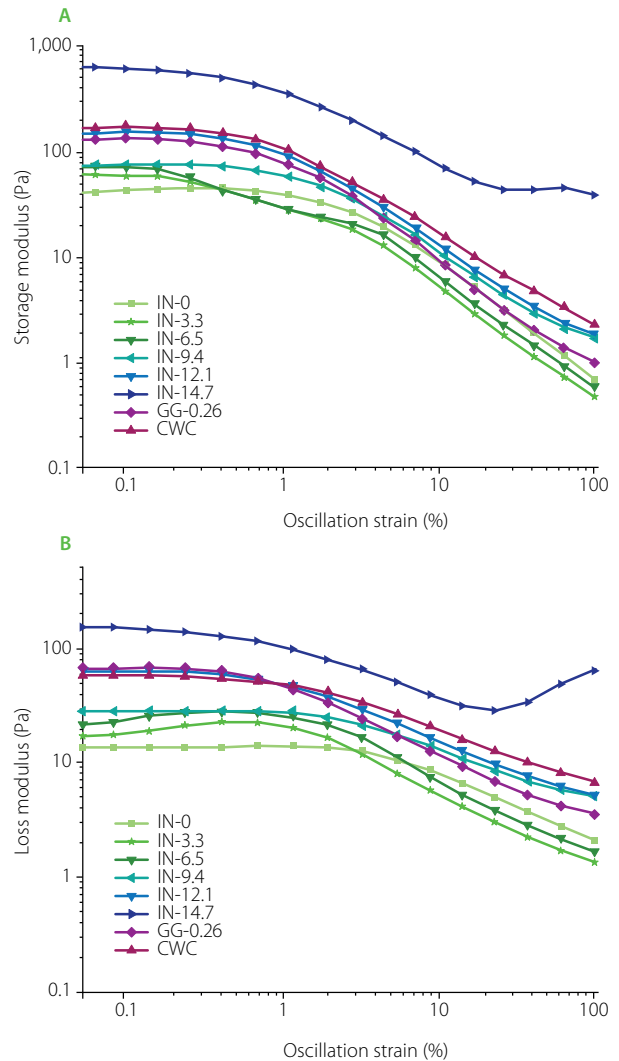 A
1,000
100
10
1
0.1
Storage modulus (Pa)
IN-0
IN-3.3
IN-6.5
IN-9.4
IN-12.1
IN-14.7
GG-0.26
CWC
0.1 1 10 100
Oscillation strain (%)
B
100
10
1
0.1
Loss modulus (Pa)
IN-0
IN-3.3
IN-6.5
IN-9.4
IN-12.1
IN-14.7
GG-0.26
CWC
0.1 1 10 100
Oscillation strain (%)